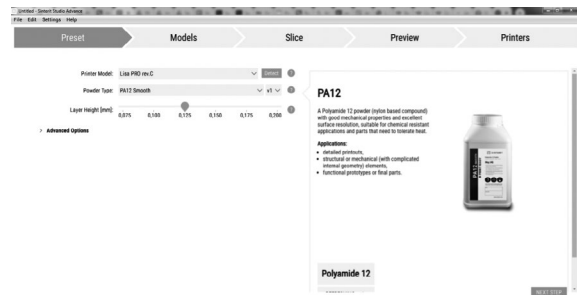 Untitled - Sinterit Studio Advance
File Edit Settings Help
Preset Models Slice Preview Printers
Printer Model: Lisa PRO rev.C Detect ?
Powder Type: PA12 Smooth v1 ?
Layer Height [mm]: ?
0,075 0,100 0,125 0,150 0,175 0,200
> Advanced Options
PA12
A Polyamide 12 powder (nylon based compound)
with good mechanical properties and excellent
surface resolution, suitable for chemical resistant
applications and parts that need to tolerate heat.
Applications:
• detailed printouts,
• structural or mechanical (with complicated
internal geometry) elements,
• functional prototypes or final parts.
PA12
Polyamide 12
NEXT STEP